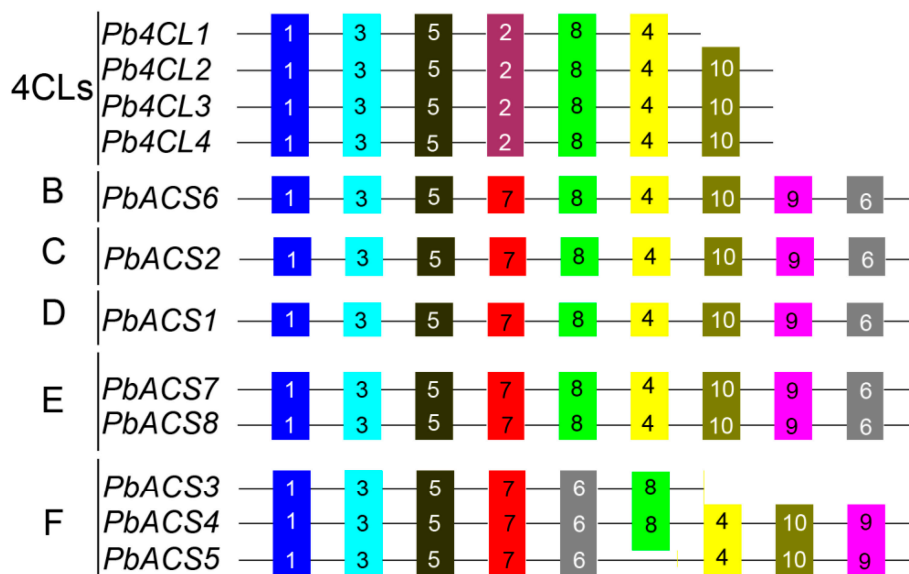 Pb4CL1 1 3 5 2 8 4
Pb4CL2 1 3 5 2 8 4 10
4CLs
Pb4CL3 1 3 5 2 8 4 10
Pb4CL4 1 3 5 2 8 4 10
B PbACS6 1 3 5 7 8 4 10 9 6
C PbACS2 1 3 5 7 8 4 10 9 6
D PbACS1 1 3 5 7 8 4 10 9 6
PbACS7 1 3 5 7 8 4 10 9 6
E
PbACS8 1 3 5 7 8 4 10 9 6
PbACS3 1 3 5 7 6 8
F PbACS4 1 3 5 7 6 8 4 10 9
PbACS5 1 3 5 7 6 4 10 9